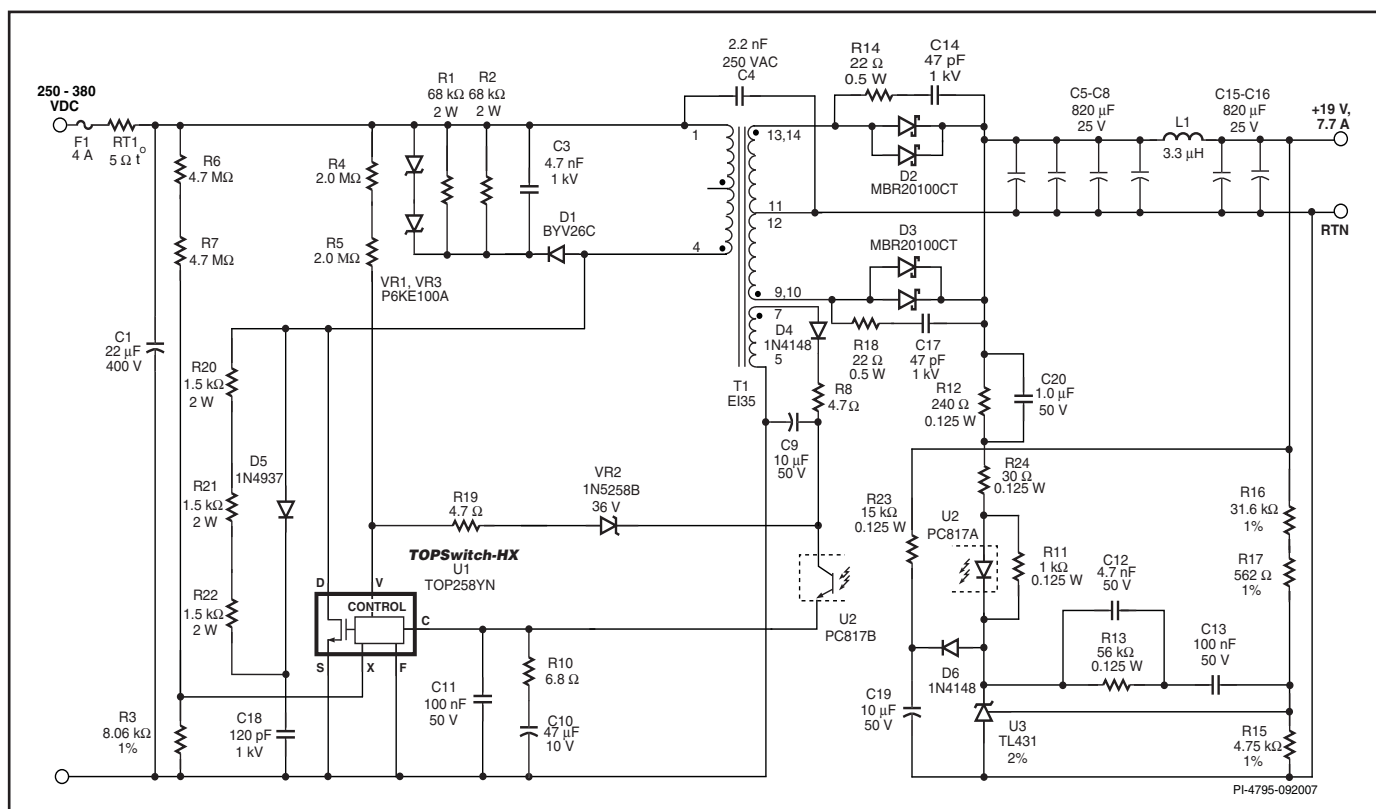 250 - 380
VDC
F1
4 A
RT1
5 Ω
t°
R6
4.7 MΩ
R7
4.7 MΩ
C1
22 µF
400 V
R4
2.0 MΩ
R5
2.0 MΩ
R1
68 kΩ
2 W
R2
68 kΩ
2 W
C3
4.7 nF
1 kV
D1
BYV26C
VR1, VR3
P6KE100A
2.2 nF
250 VAC
C4
1
4
13,14
11
12
9,10
7
5
T1
EI35
R14
22 Ω
0.5 W
C14
47 pF
1 kV
D2
MBR20100CT
D3
MBR20100CT
C5-C8
820 µF
25 V
L1
3.3 µH
C15-C16
820 µF
25 V
+19 V,
7.7 A
RTN
D4
1N4148
R8
4.7 Ω
R18
22 Ω
0.5 W
C17
47 pF
1 kV
R12
240 Ω
0.125 W
C20
1.0 µF
50 V
C9
10 µF
50 V
R20
1.5 kΩ
2 W
D5
1N4937
R21
1.5 kΩ
2 W
R22
1.5 kΩ
2 W
R19
4.7 Ω
VR2
1N5258B
36 V
TOPSwitch-HX
U1
TOP258YN
D
V
CONTROL
C
S
X
F
U2
PC817B
R24
30 Ω
0.125 W
R23
15 kΩ
0.125 W
U2
PC817A
R11
1 kΩ
0.125 W
C12
4.7 nF
50 V
R13
56 kΩ
0.125 W
C13
100 nF
50 V
R16
31.6 kΩ
1%
R17
562 Ω
1%
R3
8.06 kΩ
1%
C18
120 pF
1 kV
C11
100 nF
50 V
R10
6.8 Ω
C10
47 µF
10 V
D6
1N4148
C19
10 µF
50 V
U3
TL431
2%
R15
4.75 kΩ
1%
PI-4795-092007